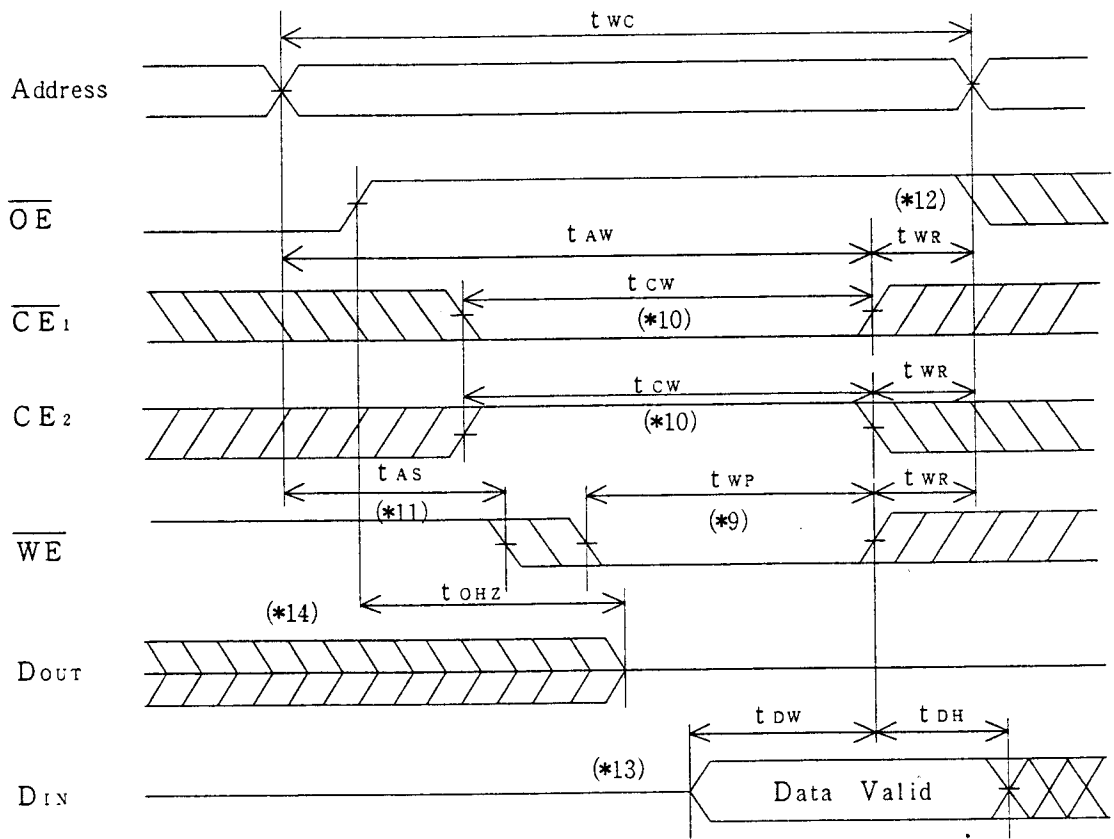 t WC
Address
OE
(*12)
t AW
t WR
t CW
CE1
(*10)
t CW
t WR
CE2
(*10)
t AS
t WP
t WR
(*11)
(*9)
WE
t OHZ
(*14)
DOUT
t DW
t DH
(*13)
DIN
Data Valid